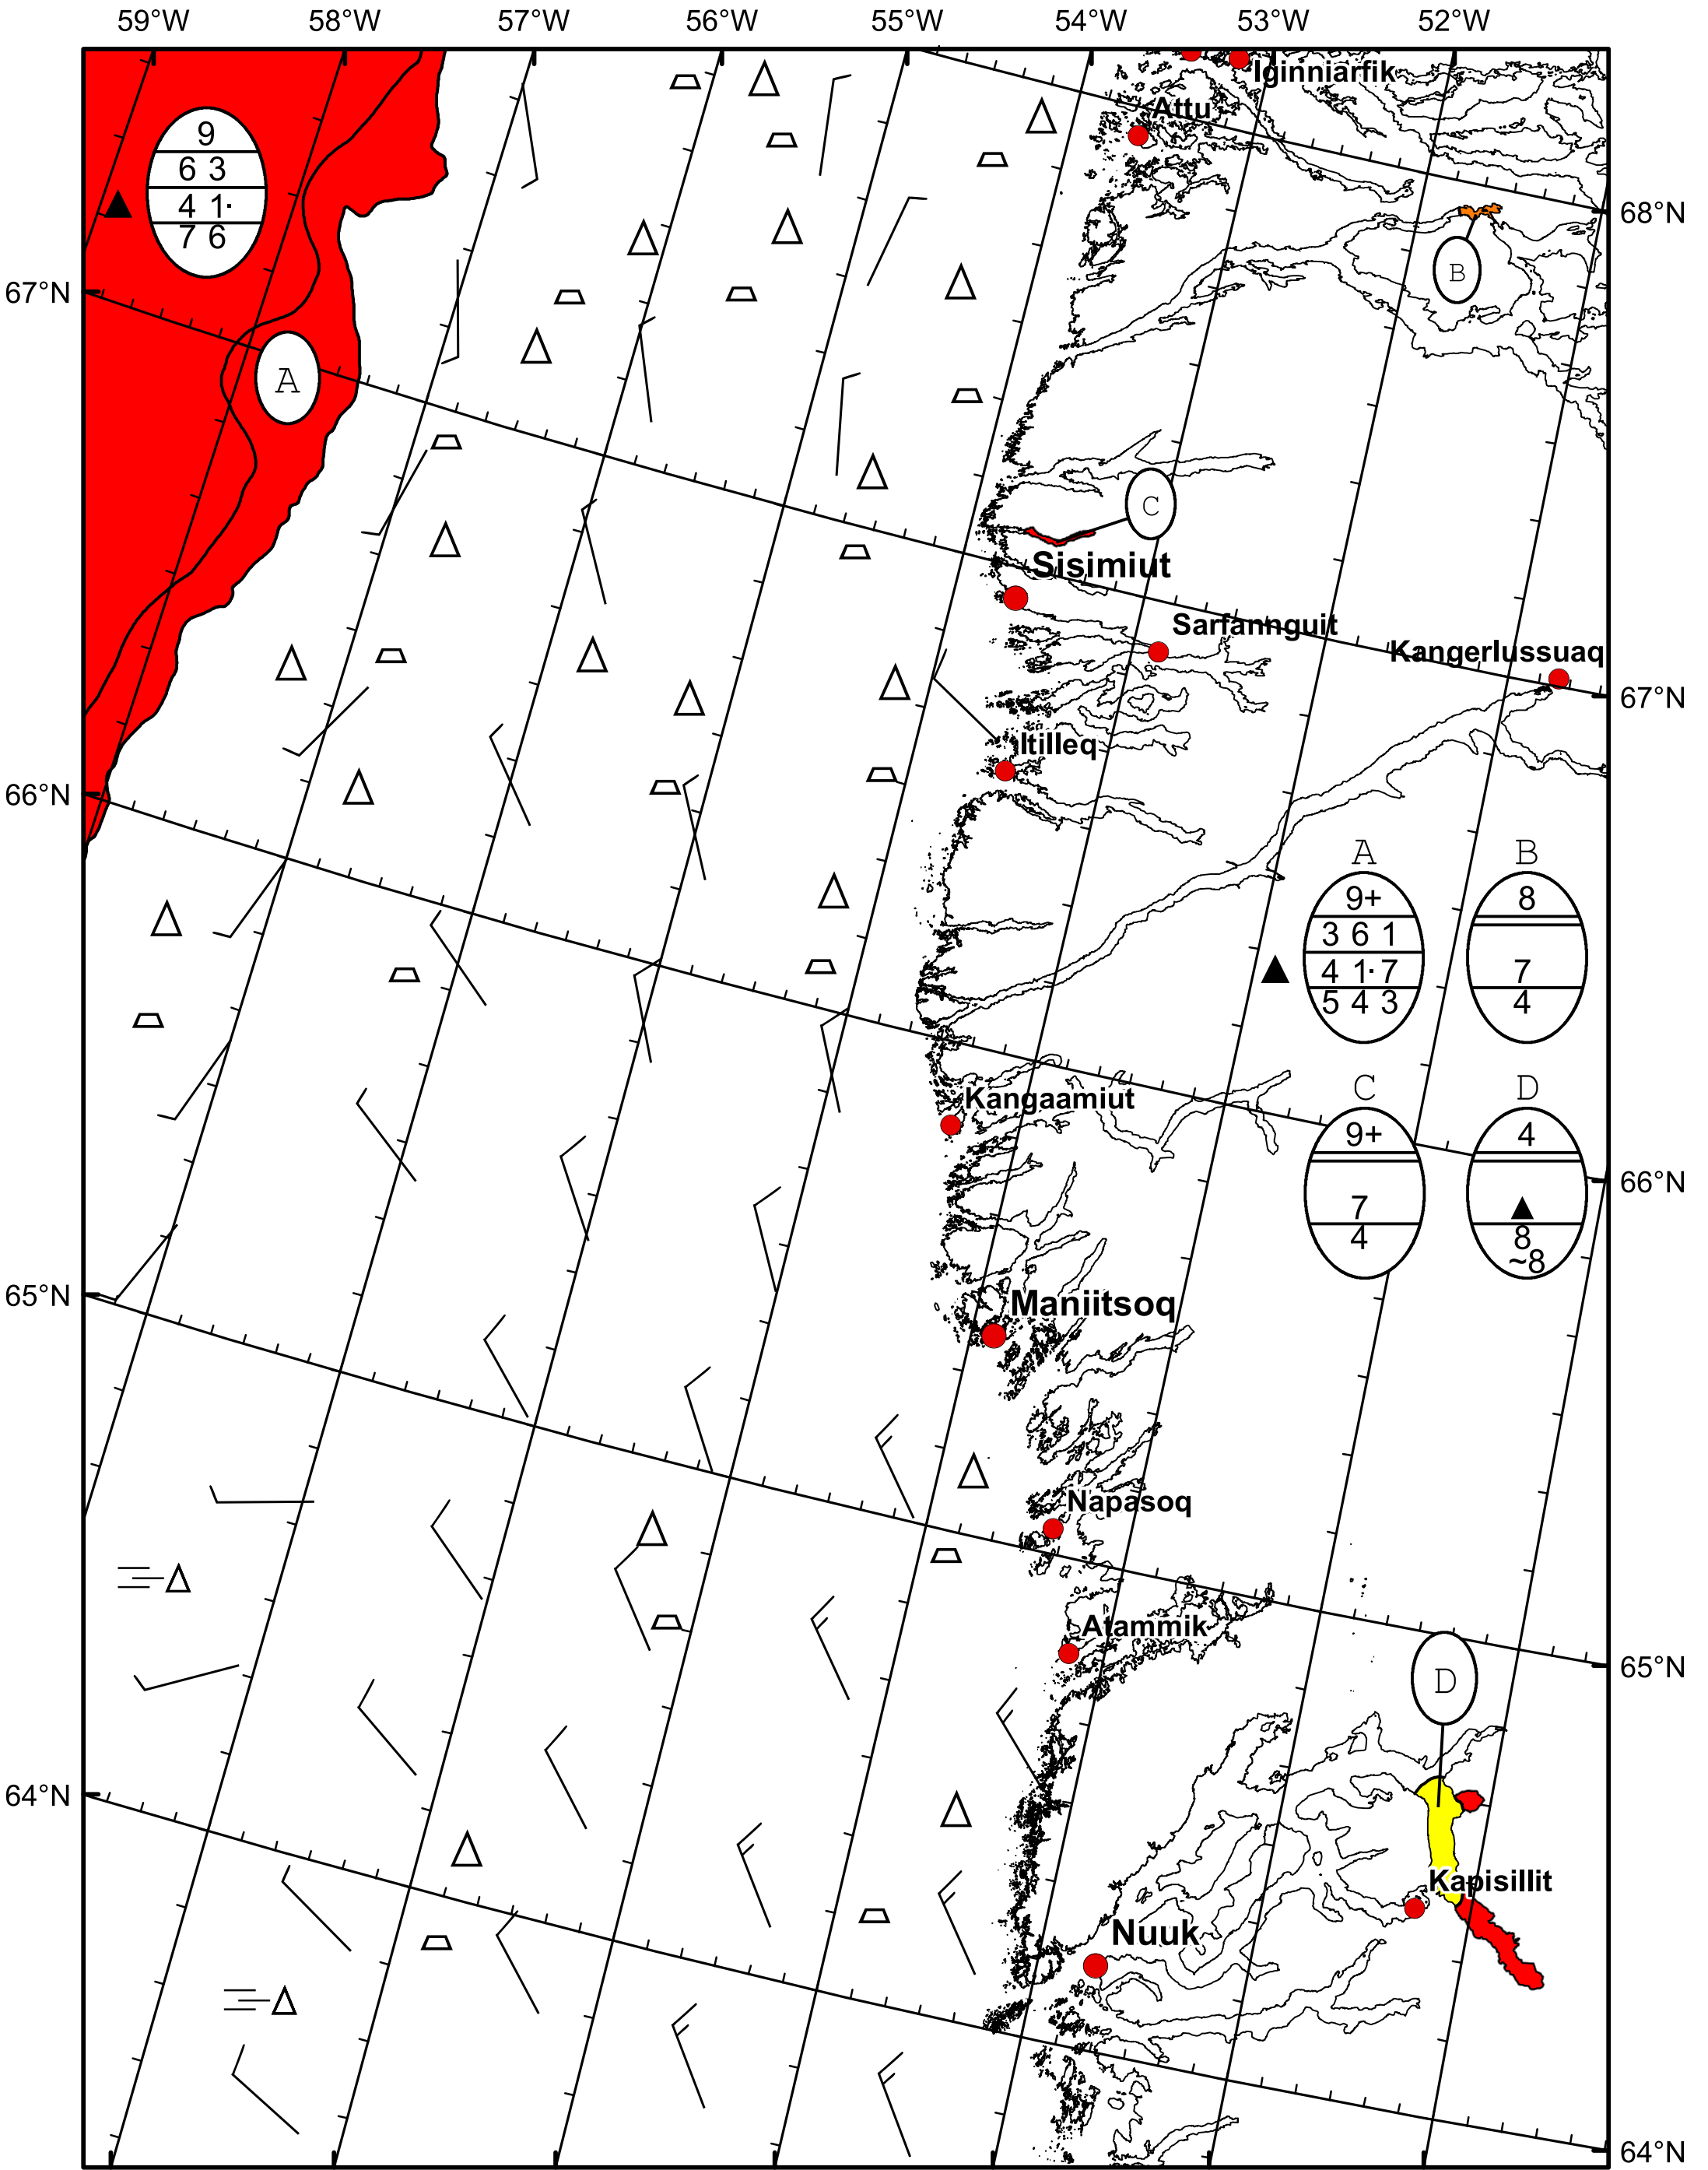 59°W 58°W 57°W 56°W 55°W 54°W 53°W 52°W
Iginniarfik
Attu
9
6 3
4 1·
7 6
68°N
B
67°N
A
C
Sisimiut
Sarfannguit
Kangerlussuaq
67°N
Itilleq
66°N
A B
9+ 8
3 6 1
4 1·7 7
5 4 3 4
Kangaamiut
C D
9+ 4
66°N
7
4 8
~8
65°N
Maniitsoq
Napasoq
Atammik
65°N
D
64°N
Kapisillit
Nuuk
64°N